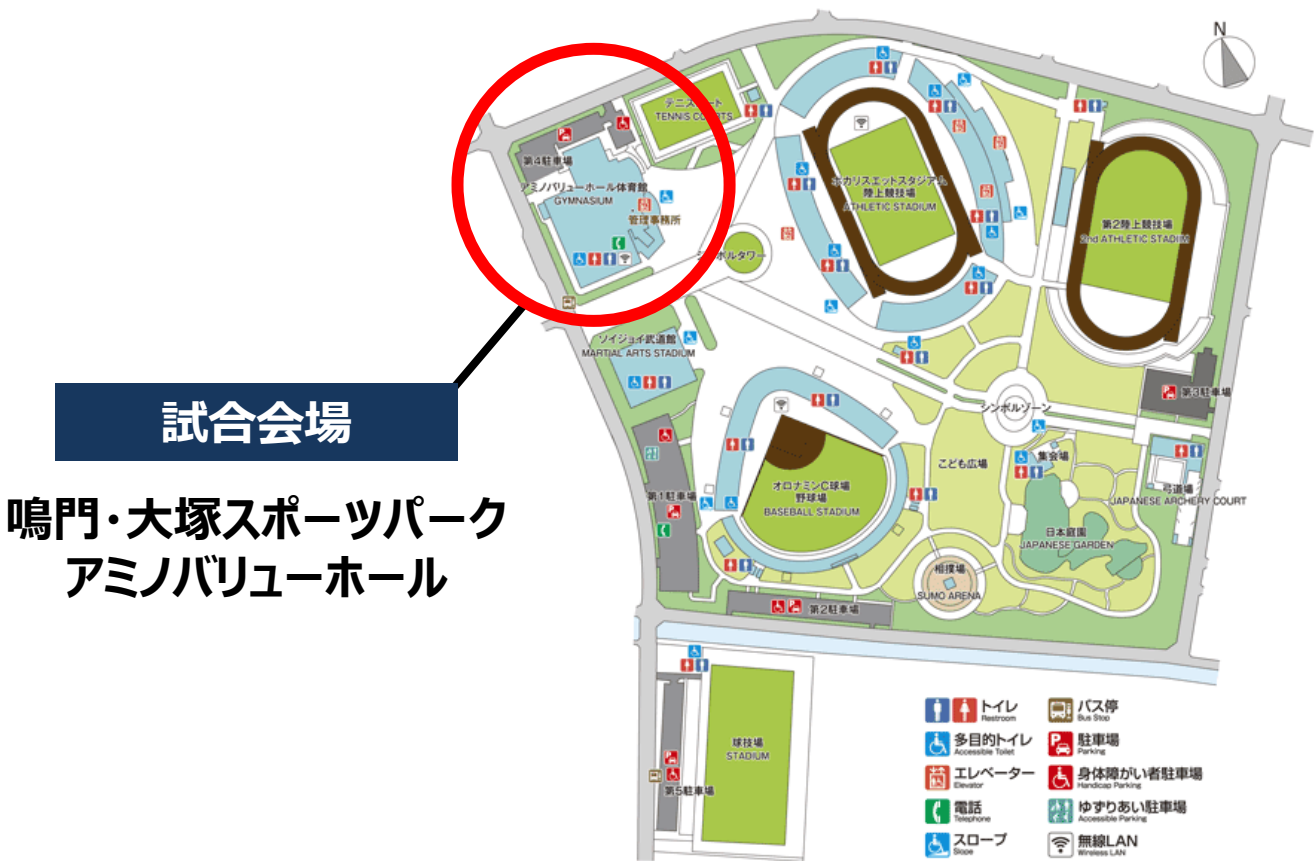 N
テニスコート
TENNIS COURTS
第4駐車場
アミノバリューホール体育館
GYMNASIUM
管理事務所
シンボルタワー
ポカリスエットスタジアム
陸上競技場
ATHLETIC STADIUM
第2陸上競技場
2nd ATHLETIC STADIUM
ソイジョイ武道館
MARTIAL ARTS STADIUM
試合会場
鳴門・大塚スポーツパーク
アミノバリューホール
第3駐車場
シンボルゾーン
集会場
こども広場
弓道場
JAPANESE ARCHERY COURT
第1駐車場
オロナミンC球場
野球場
BASEBALL STADIUM
日本庭園
JAPANESE GARDEN
相撲場
SUMO ARENA
第2駐車場
球技場
STADIUM
第5駐車場
トイレ
Restroom
バス停
Bus Stop
多目的トイレ
Accessible Toilet
駐車場
Parking
エレベーター
Elevator
身体障がい者駐車場
Handicap Parking
電話
Telephone
ゆずりあい駐車場
Accessible Parking
スロープ
Slope
無線LAN
Wireless LAN